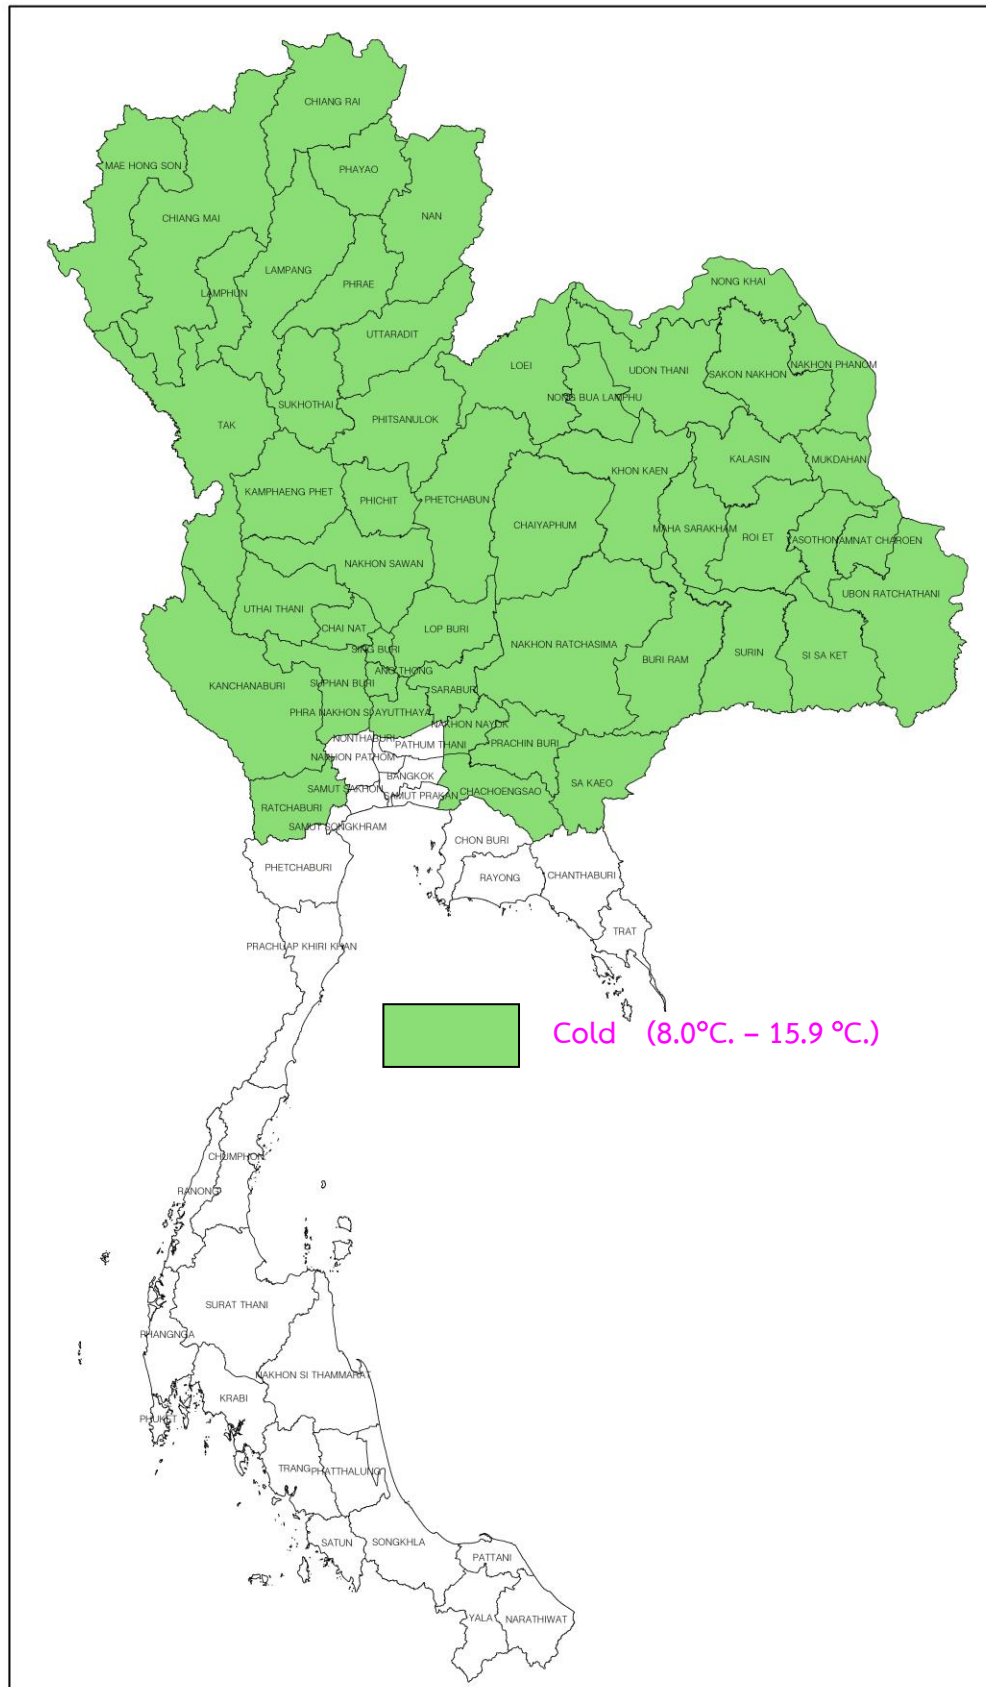 CHIANG RAI
MAE HONG SON
PHAYAO
CHIANG MAI
NAN
LAMPANG
LAMPHUN
PHRAE
NONG KHAI
UTTARADIT
LOEI
UDON THANI
SAKON NAKHON
NAKHON PHANOM
NONG BUA LAMPHU
SUKHOTHAI
TAK
PHITSANULOK
KALASIN
MUKDAHAN
KHON KAEN
KAMPHAENG PHET
PHICHIT
PHETCHABUN
CHAIYAPHUM
MAHA SARAKHAM
ROI ET
YASOTHON
AMNAT CHAROEN
NAKHON SAWAN
UBON RATCHATHANI
UTHAI THANI
CHAI NAT
LOP BURI
NAKHON RATCHASIMA
SING BURI
BURI RAM
SURIN
SI SA KET
ANG THONG
KANCHANABURI
SUPHAN BURI
SARABURI
PHRA NAKHON SI AYUTTHAYA
NAKHON NAYOK
NONTHABURI
PATHUM THANI
PRACHIN BURI
NAKHON PATHOM
BANGKOK
SA KAEO
SAMUT SAKHON
SAMUT PRAKAN
CHACHOENGSAO
RATCHABURI
SAMUT SONGKHRAM
CHON BURI
PHETCHABURI
RAYONG
CHANTHABURI
TRAT
PRACHUAP KHIRI KHAN
Cold (8.0°C. – 15.9 °C.)
CHUMPHON
RANONG
SURAT THANI
PHANGNGA
NAKHON SI THAMMARAT
KRABI
PHUKET
TRANG
PHATTHALUNG
SATUN
SONGKHLA
PATTANI
YALA
NARATHIWAT